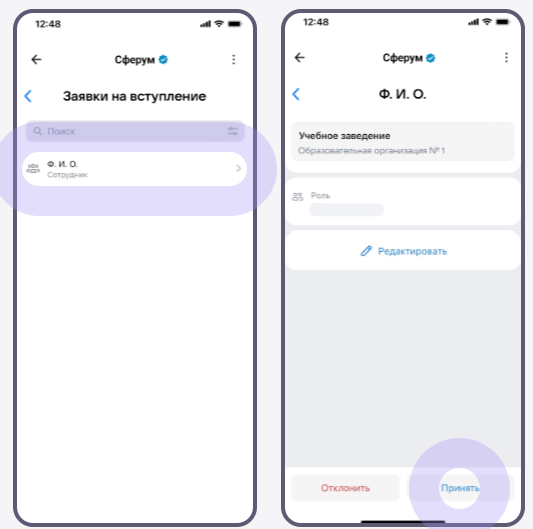 12:48
Сферум
Заявки на вступление
Поиск
Ф. И. О.
Сотрудник
12:48
Сферум
Ф. И. О.
Учебное заведение
Образовательная организация №1
Роль
Редактировать
Отклонить
Принять